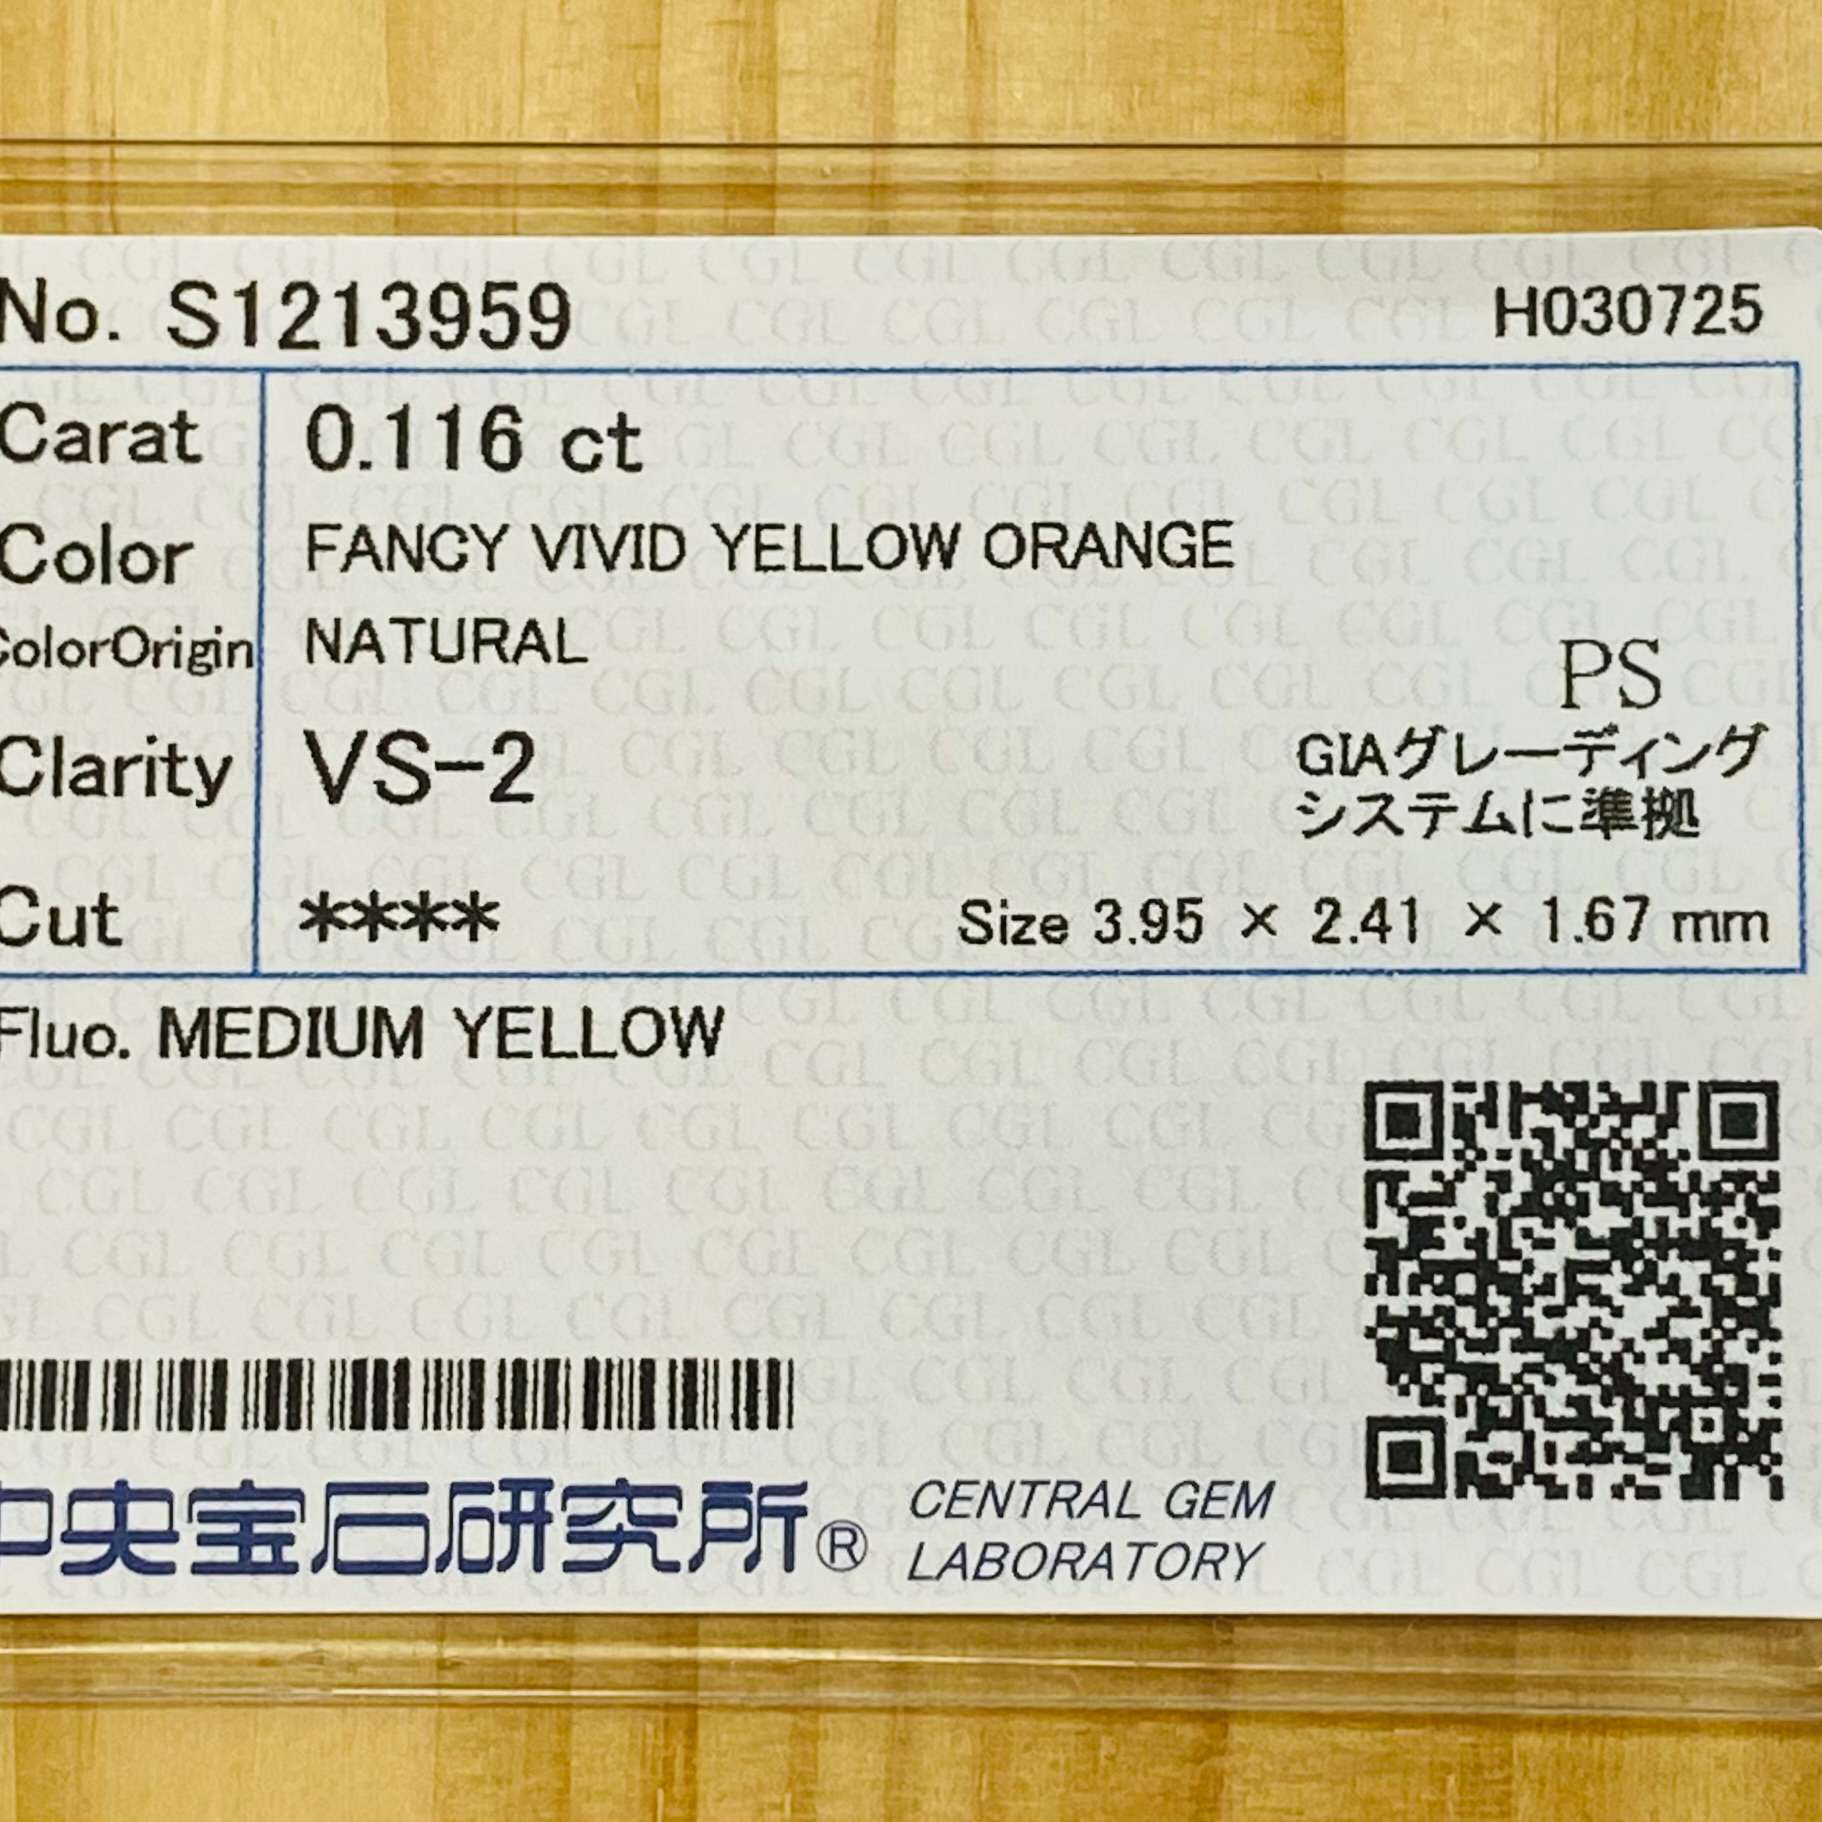 No. S1213959 H030725
Carat 0.116 ct
Color FANCY VIVID YELLOW ORANGE
ColorOrigin NATURAL
PS
Clarity VS-2 GIAグレーディング
システムに準拠
Cut **** Size 3.95 × 2.41 × 1.67 mm
Fluo. MEDIUM YELLOW
中央宝石研究所® CENTRAL GEM
LABORATORY